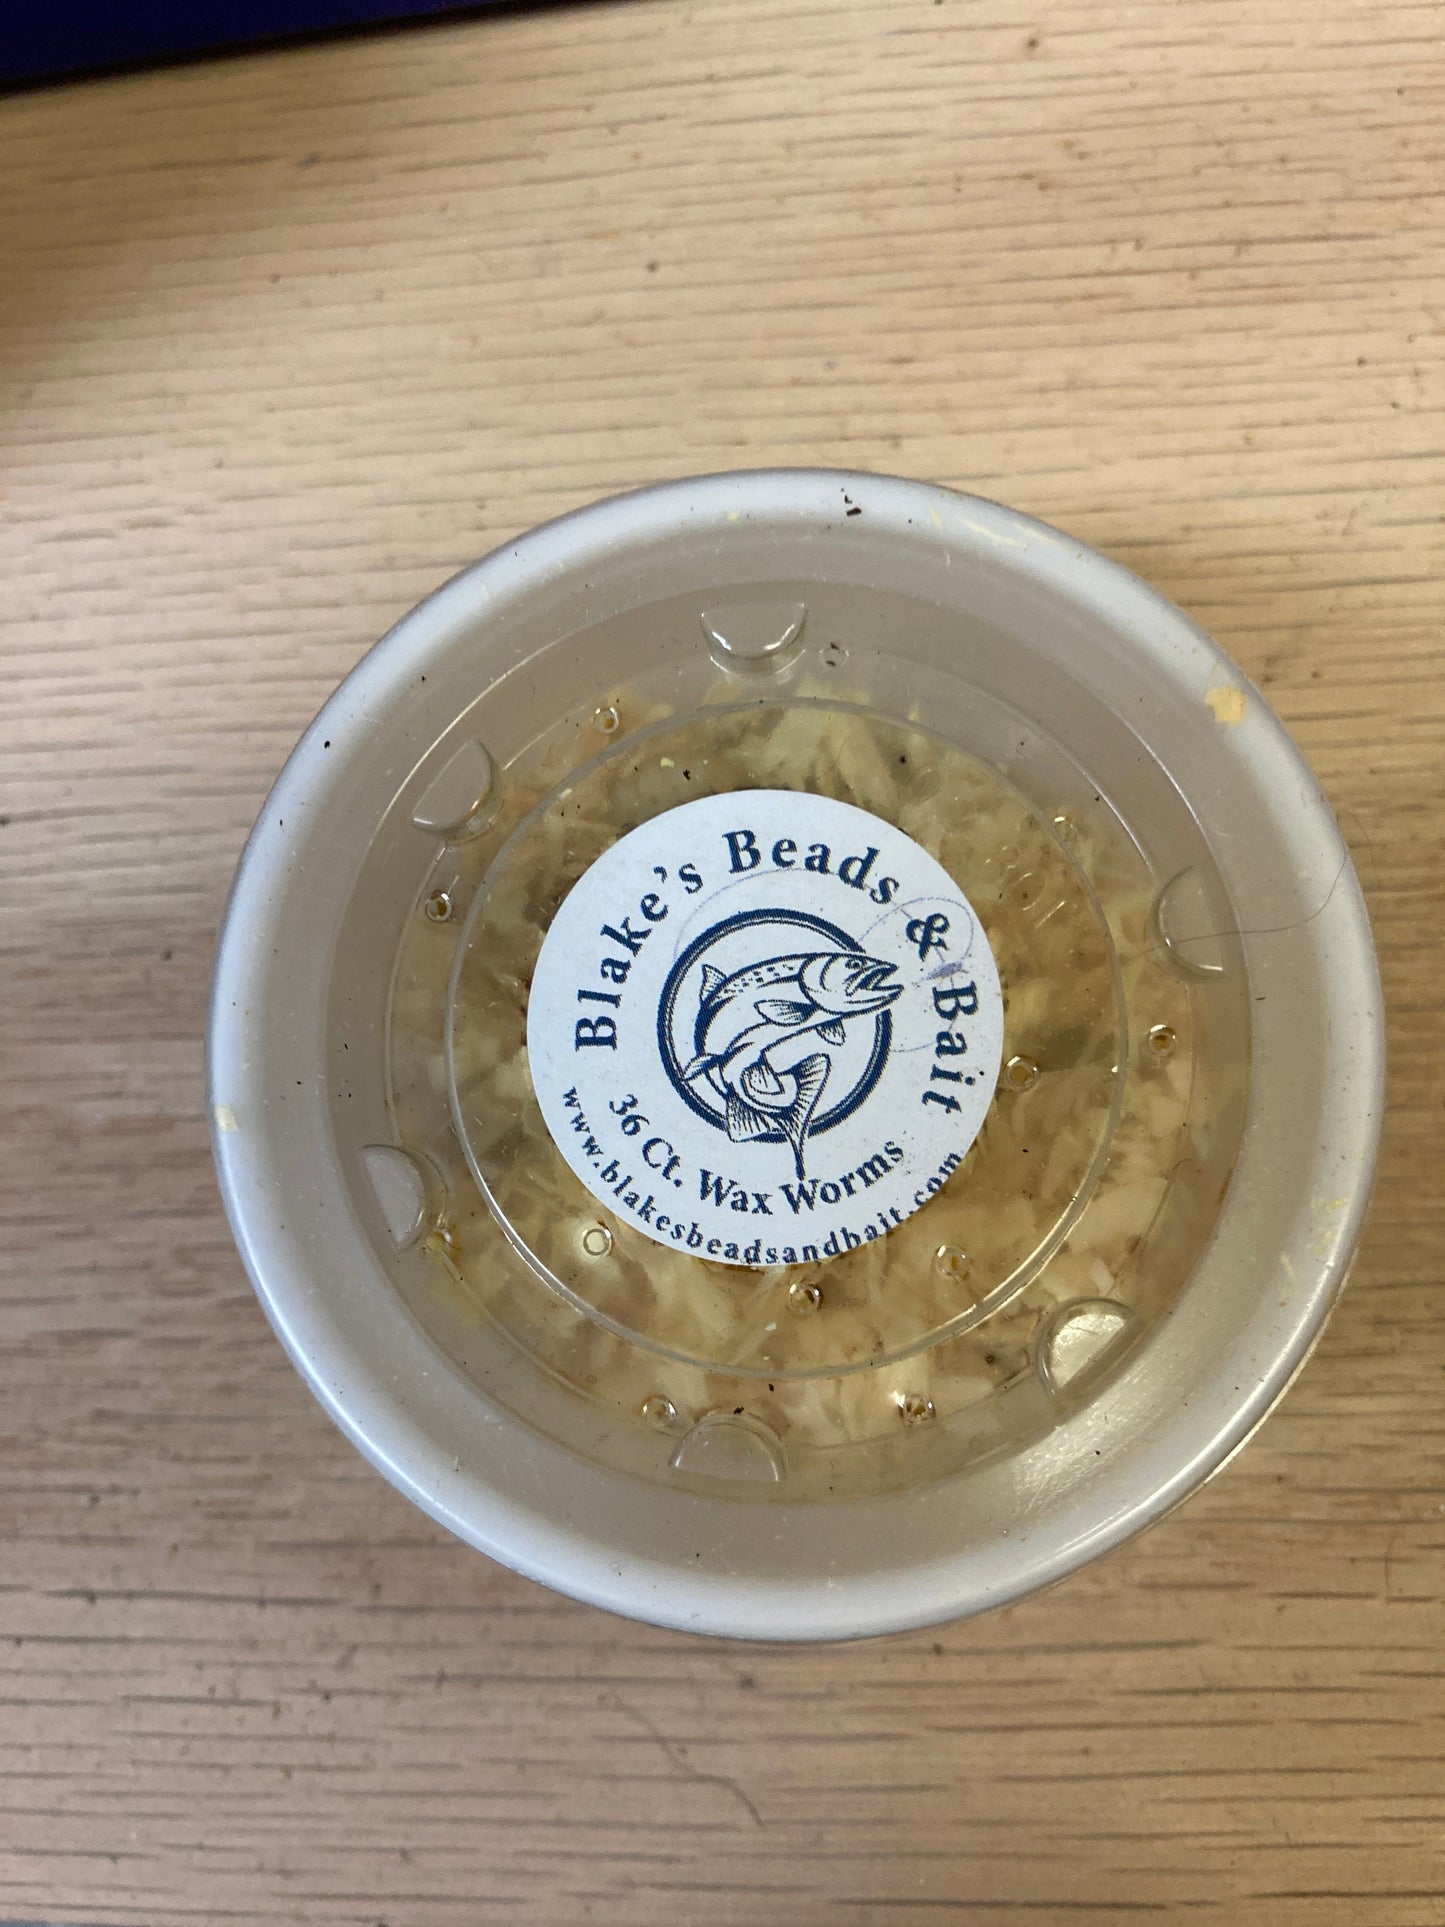 Blake's Beads & Bait
36 Ct. Wax Worms
www.blakesbeadsandbait.com